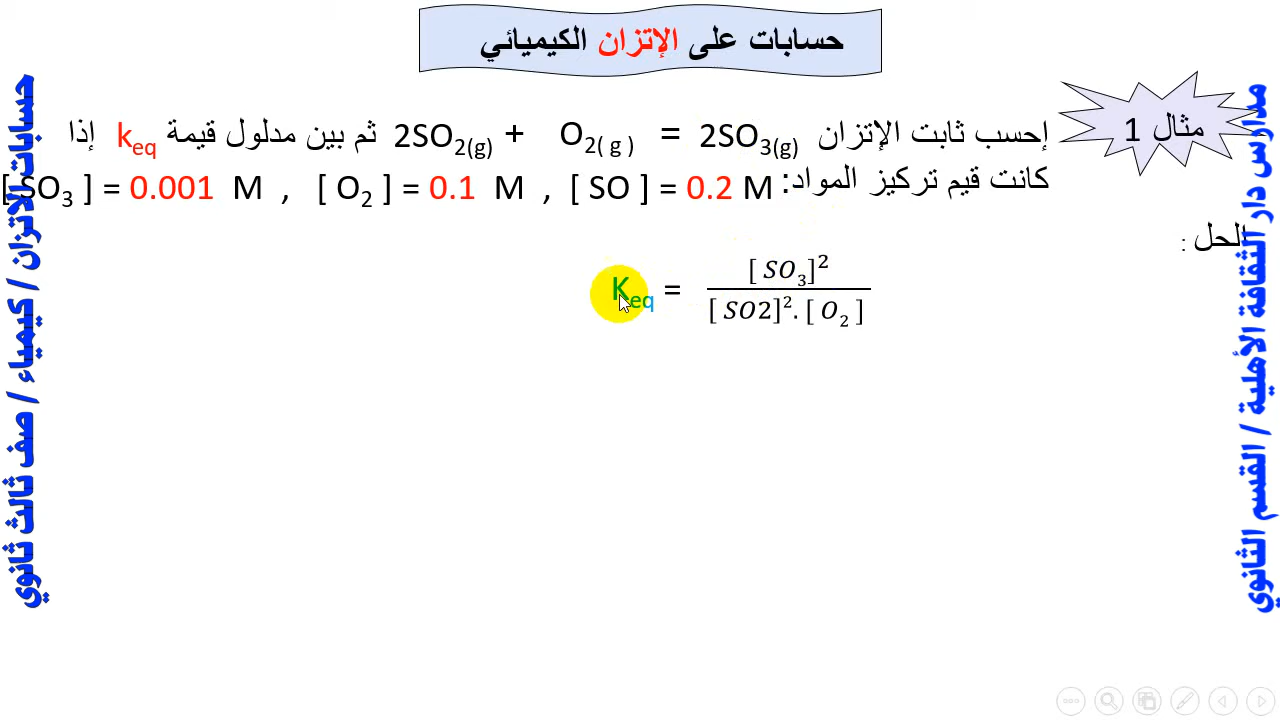 حسابات على الإتزان الكيميائي
مثال 1
إحسب ثابت الإتزان 2SO₂(g) + O₂( g ) = 2SO₃(g) ثم بين مدلول قيمة keq إذا
كانت قيم تركيز المواد: [ SO₃ ] = 0.001 M , [ O₂ ] = 0.1 M , [ SO ] = 0.2 M
الحل :
Keq = [ SO₃]² / [ SO2]² . [ O₂ ]
مدارس دار الثقافة الأهلية / القسم الثانوي
حسابات الاتزان / كيمياء / صف ثالث ثانوي